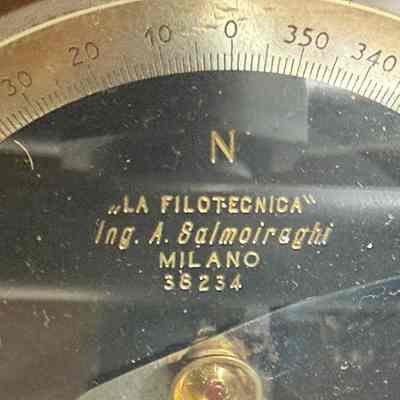 30 20 10 0 350 340
N
„LA FILOTECNICA"
Ing. A. Salmoiraghi
MILANO
38234